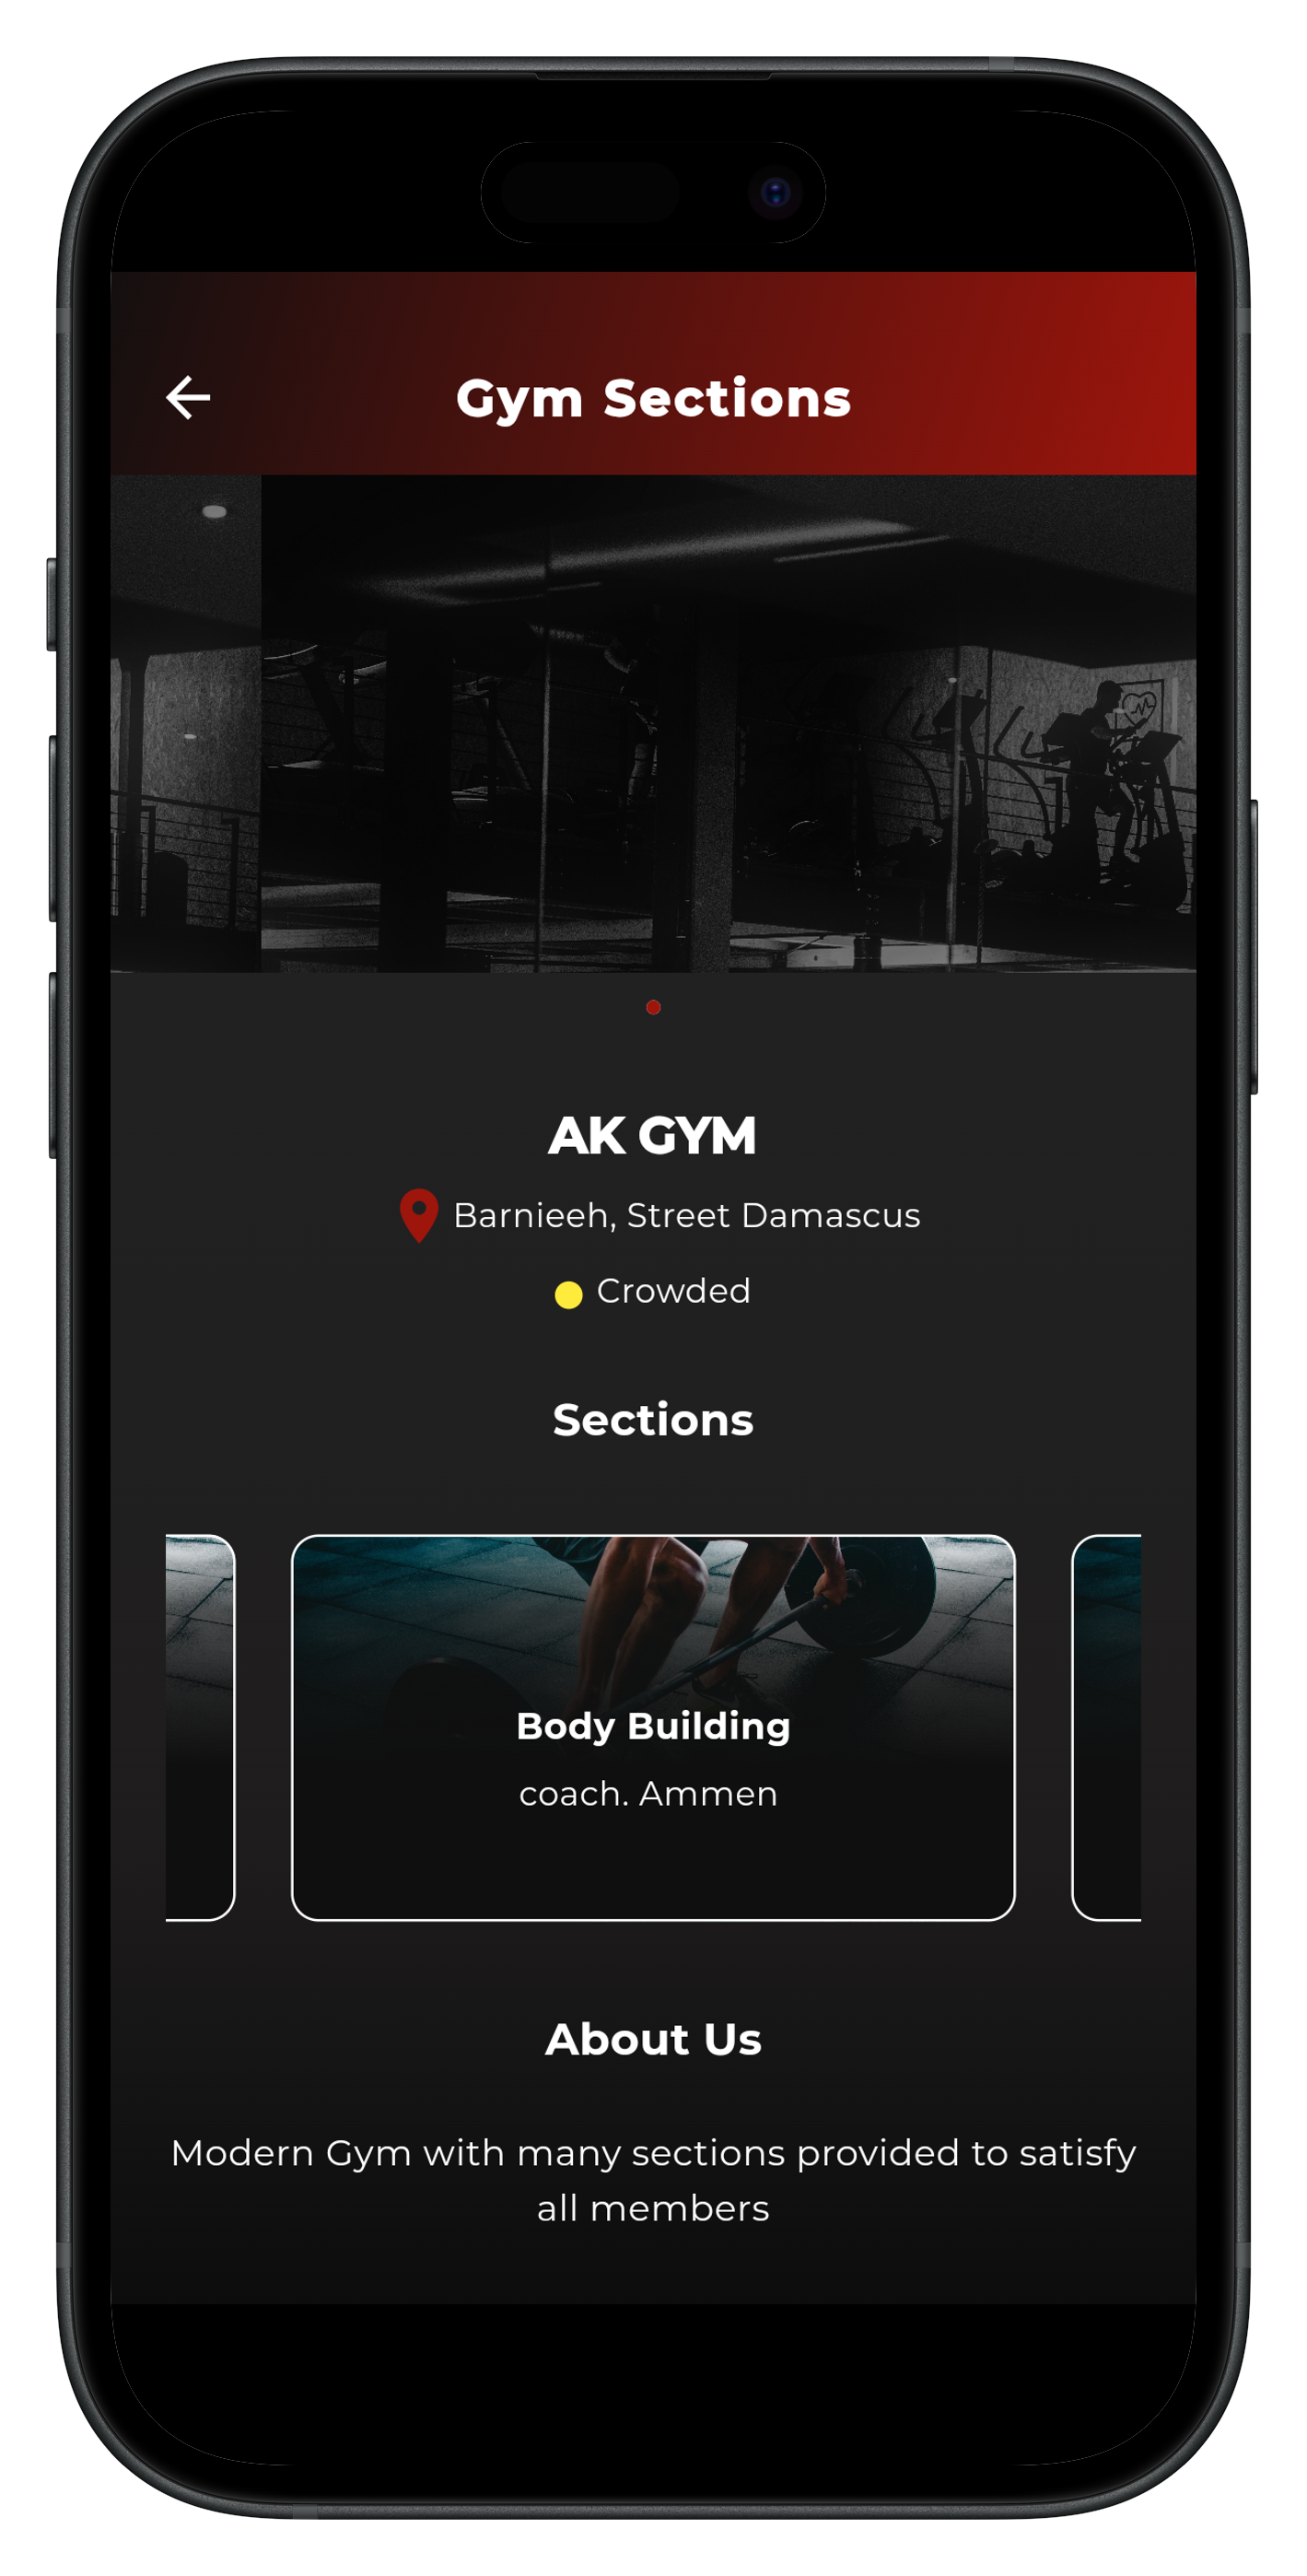 Gym Sections
AK GYM
Barnieeh, Street Damascus
Crowded
Sections
Body Building
coach. Ammen
About Us
Modern Gym with many sections provided to satisfy
all members